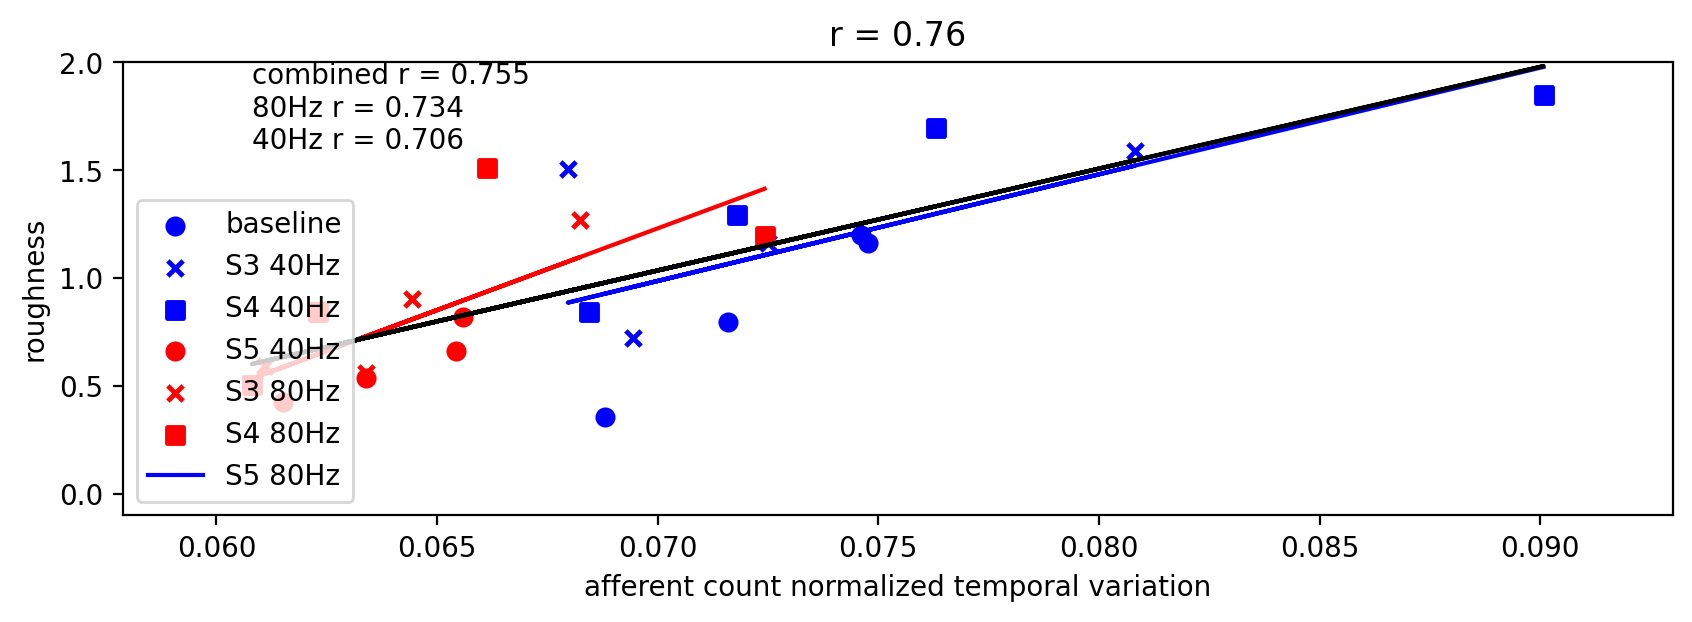 r = 0.76
combined r = 0.755
80Hz r = 0.734
40Hz r = 0.706
2.0
1.5
1.0
0.5
0.0
roughness
baseline
S3 40Hz
S4 40Hz
S5 40Hz
S3 80Hz
S4 80Hz
S5 80Hz
0.060 0.065 0.070 0.075 0.080 0.085 0.090
afferent count normalized temporal variation